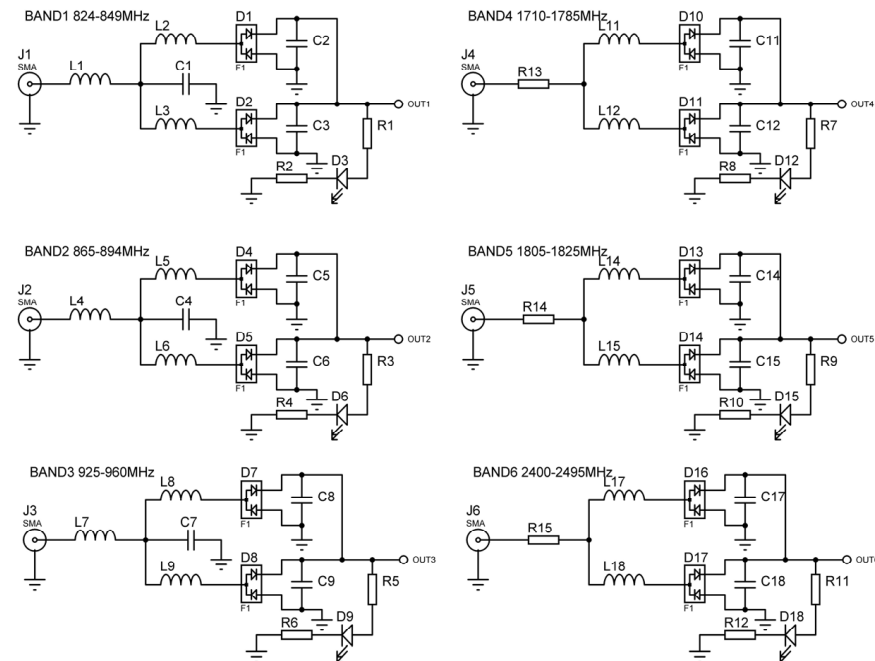 BAND1 824-849MHz
D1
L2
C2
J1
SMA
L1
C1
F1
D2
L3
C3
OUT1
R1
F1
R2
D3
BAND4 1710-1785MHz
D10
L11
C11
J4
SMA
R13
F1
D11
L12
C12
OUT4
R7
F1
R8
D12
BAND2 865-894MHz
D4
L5
C5
J2
SMA
L4
C4
F1
D5
L6
C6
OUT2
R3
F1
R4
D6
BAND5 1805-1825MHz
D13
L14
C14
J5
SMA
R14
F1
D14
L15
C15
OUT5
R9
F1
R10
D15
BAND3 925-960MHz
D7
L8
C8
J3
SMA
L7
C7
F1
D8
L9
C9
OUT3
R5
F1
R6
D9
BAND6 2400-2495MHz
D16
L17
C17
J6
SMA
R15
F1
D17
L18
C18
R11
F1
R12
D18